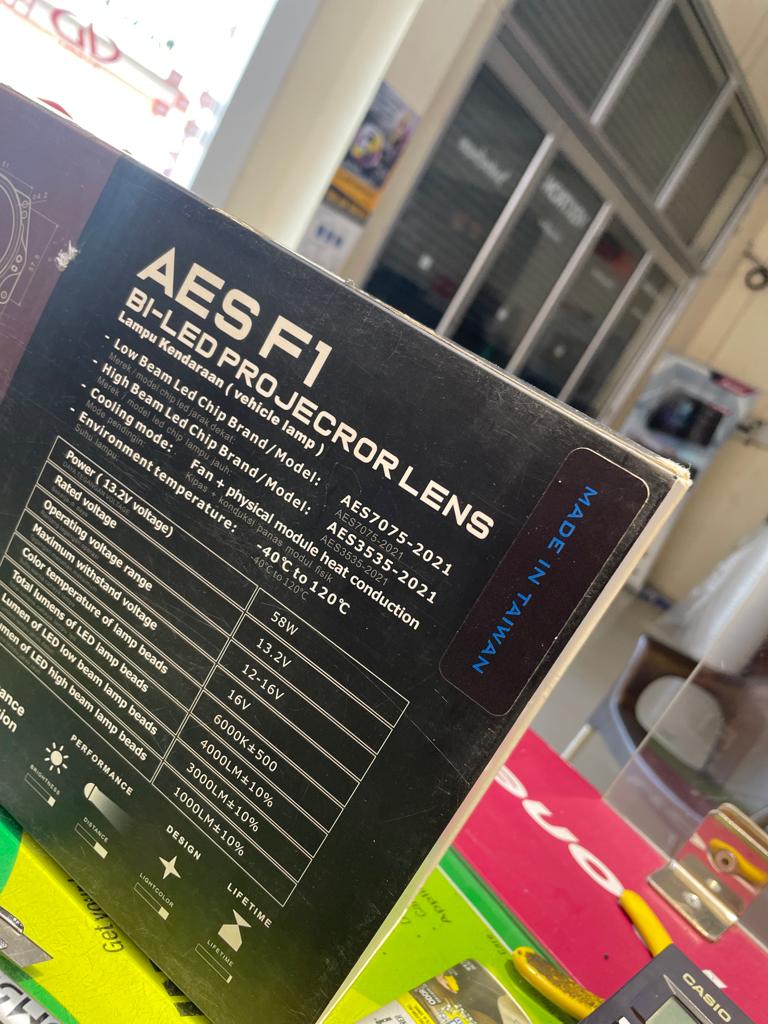 AES F1
BI-LED PROJECROR LENS
Lampu Kendaraan ( vehicle lamp )
- Low Beam Led Chip Brand/Model: AES7075-2021
Merek / model chip led jarak dekat: AES7075-2021
- High Beam Led Chip Brand/Model: AES3535-2021
Merek / model led chip lampu jauh: AES3535-2021
- Cooling mode: Fan + physical module heat conduction
Mode pendingin: Kipas + konduksi panas modul fisik
- Environment temperature: -40℃ to 120℃
Suhu lampu: -40℃ to 120℃
Power ( 13.2V voltage) 58W
Rated voltage 13.2V
Operating voltage range 12-16V
Maximum withstand voltage 16V
Color temperature of lamp beads 6000K±500
Total lumens of LED lamp beads 4000LM±10%
Lumen of LED low beam lamp beads 3000LM±10%
of LED high beam lamp beads 1000LM±10%
MADE IN TAIWAN
PERFORMANCE
DESIGN
LIFETIME
BRIGHTNESS
DISTANCE
LIGHTCOLOR
LIFETIME
CASIO